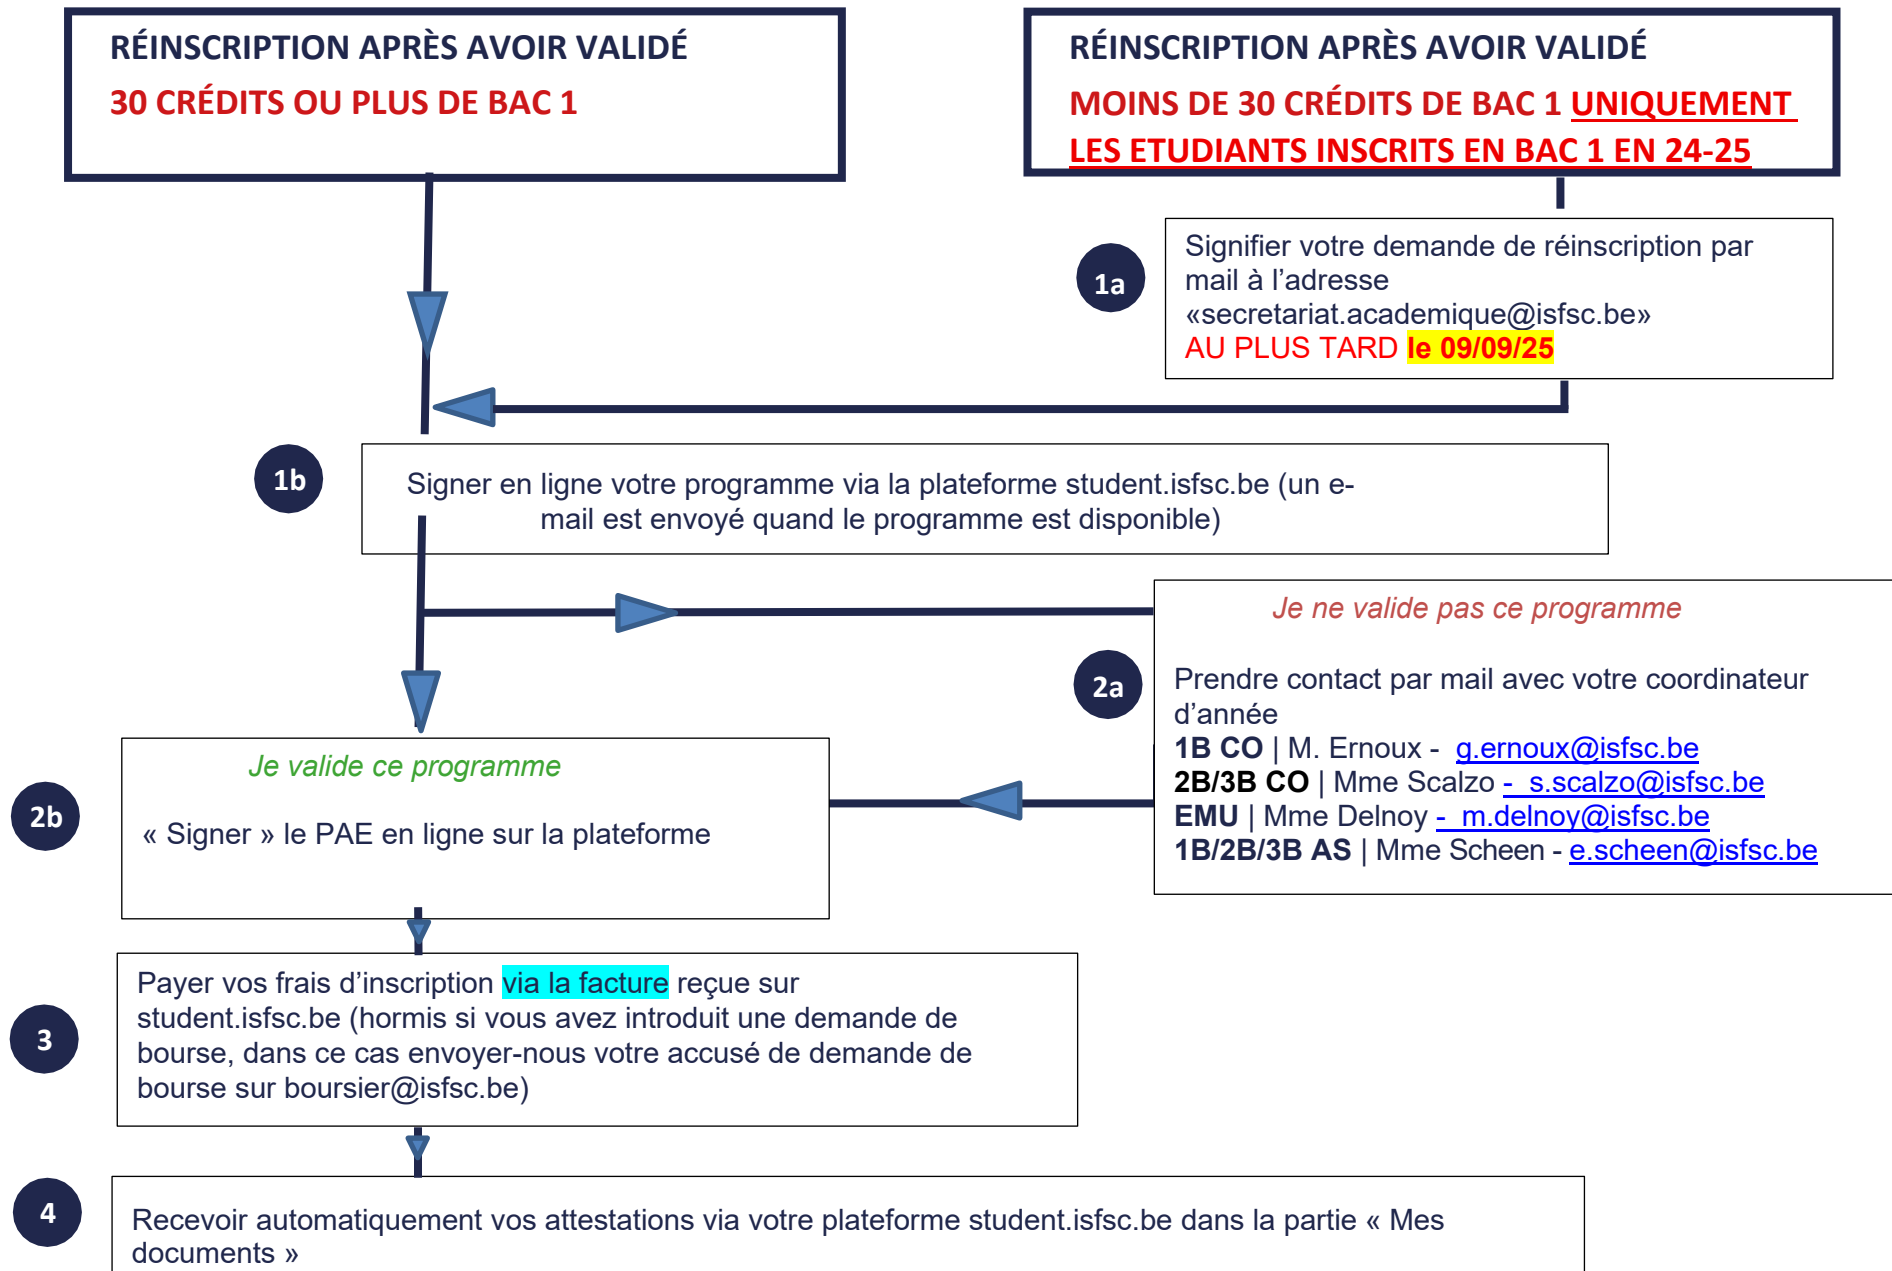 RÉINSCRIPTION APRÈS AVOIR VALIDÉ
30 CRÉDITS OU PLUS DE BAC 1
RÉINSCRIPTION APRÈS AVOIR VALIDÉ
MOINS DE 30 CRÉDITS DE BAC 1 UNIQUEMENT
LES ETUDIANTS INSCRITS EN BAC 1 EN 24-25
1a
Signifier votre demande de réinscription par
mail à l’adresse
«secretariat.academique@isfsc.be»
AU PLUS TARD le 09/09/25
1b
Signer en ligne votre programme via la plateforme student.isfsc.be (un e-
mail est envoyé quand le programme est disponible)
2a
Je ne valide pas ce programme
Prendre contact par mail avec votre coordinateur
d’année
1B CO | M. Ernoux - g.ernoux@isfsc.be
2B/3B CO | Mme Scalzo - s.scalzo@isfsc.be
EMU | Mme Delnoy - m.delnoy@isfsc.be
1B/2B/3B AS | Mme Scheen - e.scheen@isfsc.be
2b
Je valide ce programme
« Signer » le PAE en ligne sur la plateforme
3
Payer vos frais d’inscription via la facture reçue sur
student.isfsc.be (hormis si vous avez introduit une demande de
bourse, dans ce cas envoyer-nous votre accusé de demande de
bourse sur boursier@isfsc.be)
4
Recevoir automatiquement vos attestations via votre plateforme student.isfsc.be dans la partie « Mes
documents »